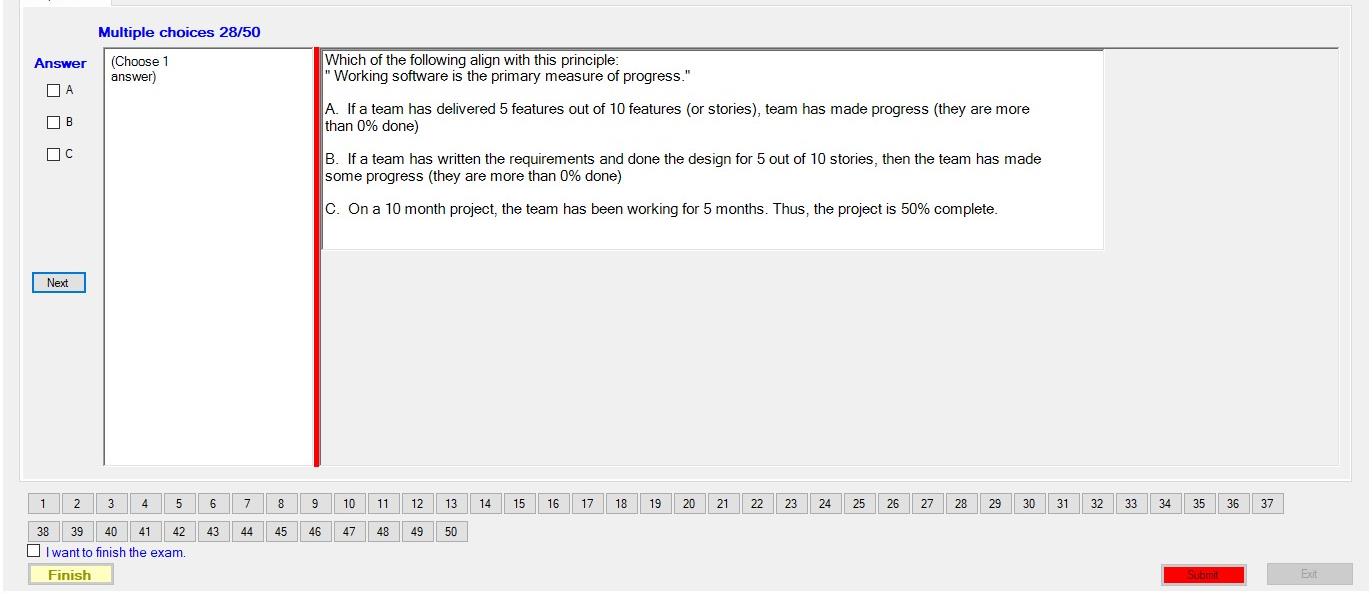 Multiple choices 28/50
Answer
(Choose 1
answer)
A
B
C
Next
Which of the following align with this principle:
" Working software is the primary measure of progress."
A. If a team has delivered 5 features out of 10 features (or stories), team has made progress (they are more
than 0% done)
B. If a team has written the requirements and done the design for 5 out of 10 stories, then the team has made
some progress (they are more than 0% done)
C. On a 10 month project, the team has been working for 5 months. Thus, the project is 50% complete.
1 2 3 4 5 6 7 8 9 10 11 12 13 14 15 16 17 18 19 20 21 22 23 24 25 26 27 28 29 30 31 32 33 34 35 36 37
38 39 40 41 42 43 44 45 46 47 48 49 50
I want to finish the exam.
Finish
Submit
Exit